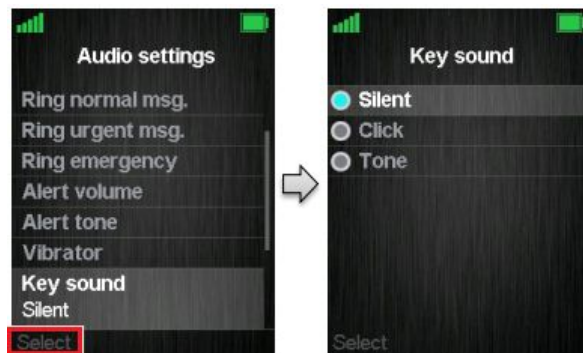 Audio settings
Ring normal msg.
Ring urgent msg.
Ring emergency
Alert volume
Alert tone
Vibrator
Key sound
Silent
Select
Key sound
Silent
Click
Tone
Select